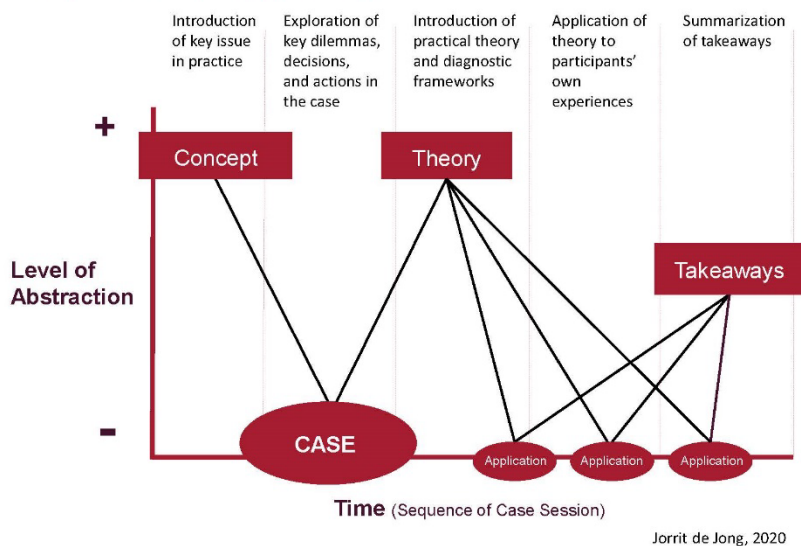 Introduction
of key issue
in practice
Exploration of
key dilemmas,
decisions,
and actions in
the case
Introduction of
practical theory
and diagnostic
frameworks
Application of
theory to
participants'
own
experiences
Summarization
of takeaways
+
Concept
Theory
Level of
Abstraction
Takeaways
-
CASE
Application
Application
Application
Time (Sequence of Case Session)
Jorrit de Jong, 2020